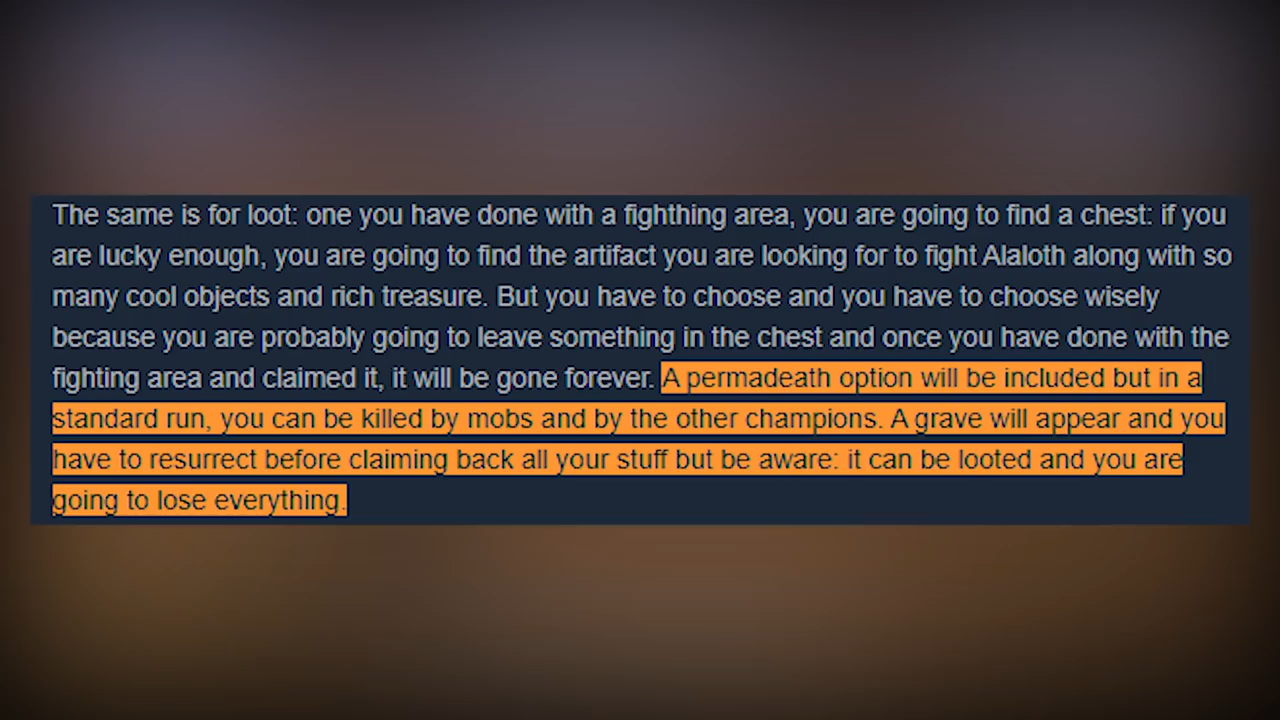 The same is for loot: one you have done with a fighthing area, you are going to find a chest: if you
are lucky enough, you are going to find the artifact you are looking for to fight Alaloth along with so
many cool objects and rich treasure. But you have to choose and you have to choose wisely
because you are probably going to leave something in the chest and once you have done with the
fighting area and claimed it, it will be gone forever. A permadeath option will be included but in a
standard run, you can be killed by mobs and by the other champions. A grave will appear and you
have to resurrect before claiming back all your stuff but be aware: it can be looted and you are
going to lose everything.